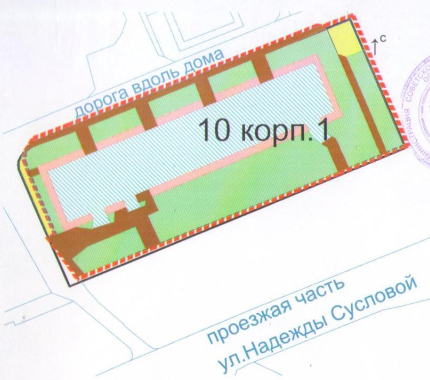 дорога вдоль дома
с
10 корп.1
проезжая часть
ул.Надежды Сусловой